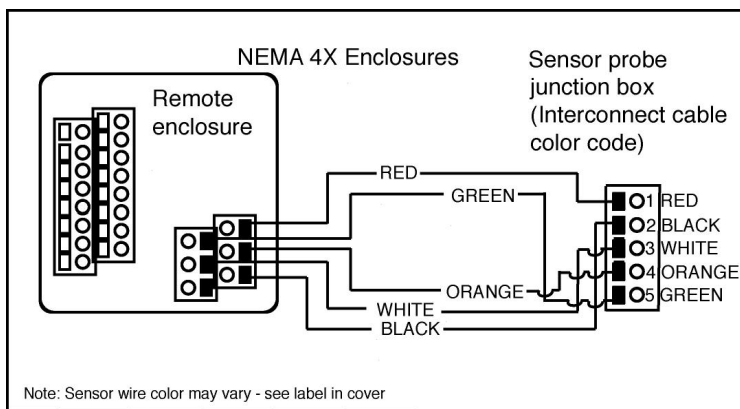 NEMA 4X Enclosures
Sensor probe
junction box
(Interconnect cable
color code)
Remote
enclosure
RED
GREEN
ORANGE
WHITE
BLACK
1 RED
2 BLACK
3 WHITE
4 ORANGE
5 GREEN
Note: Sensor wire color may vary - see label in cover